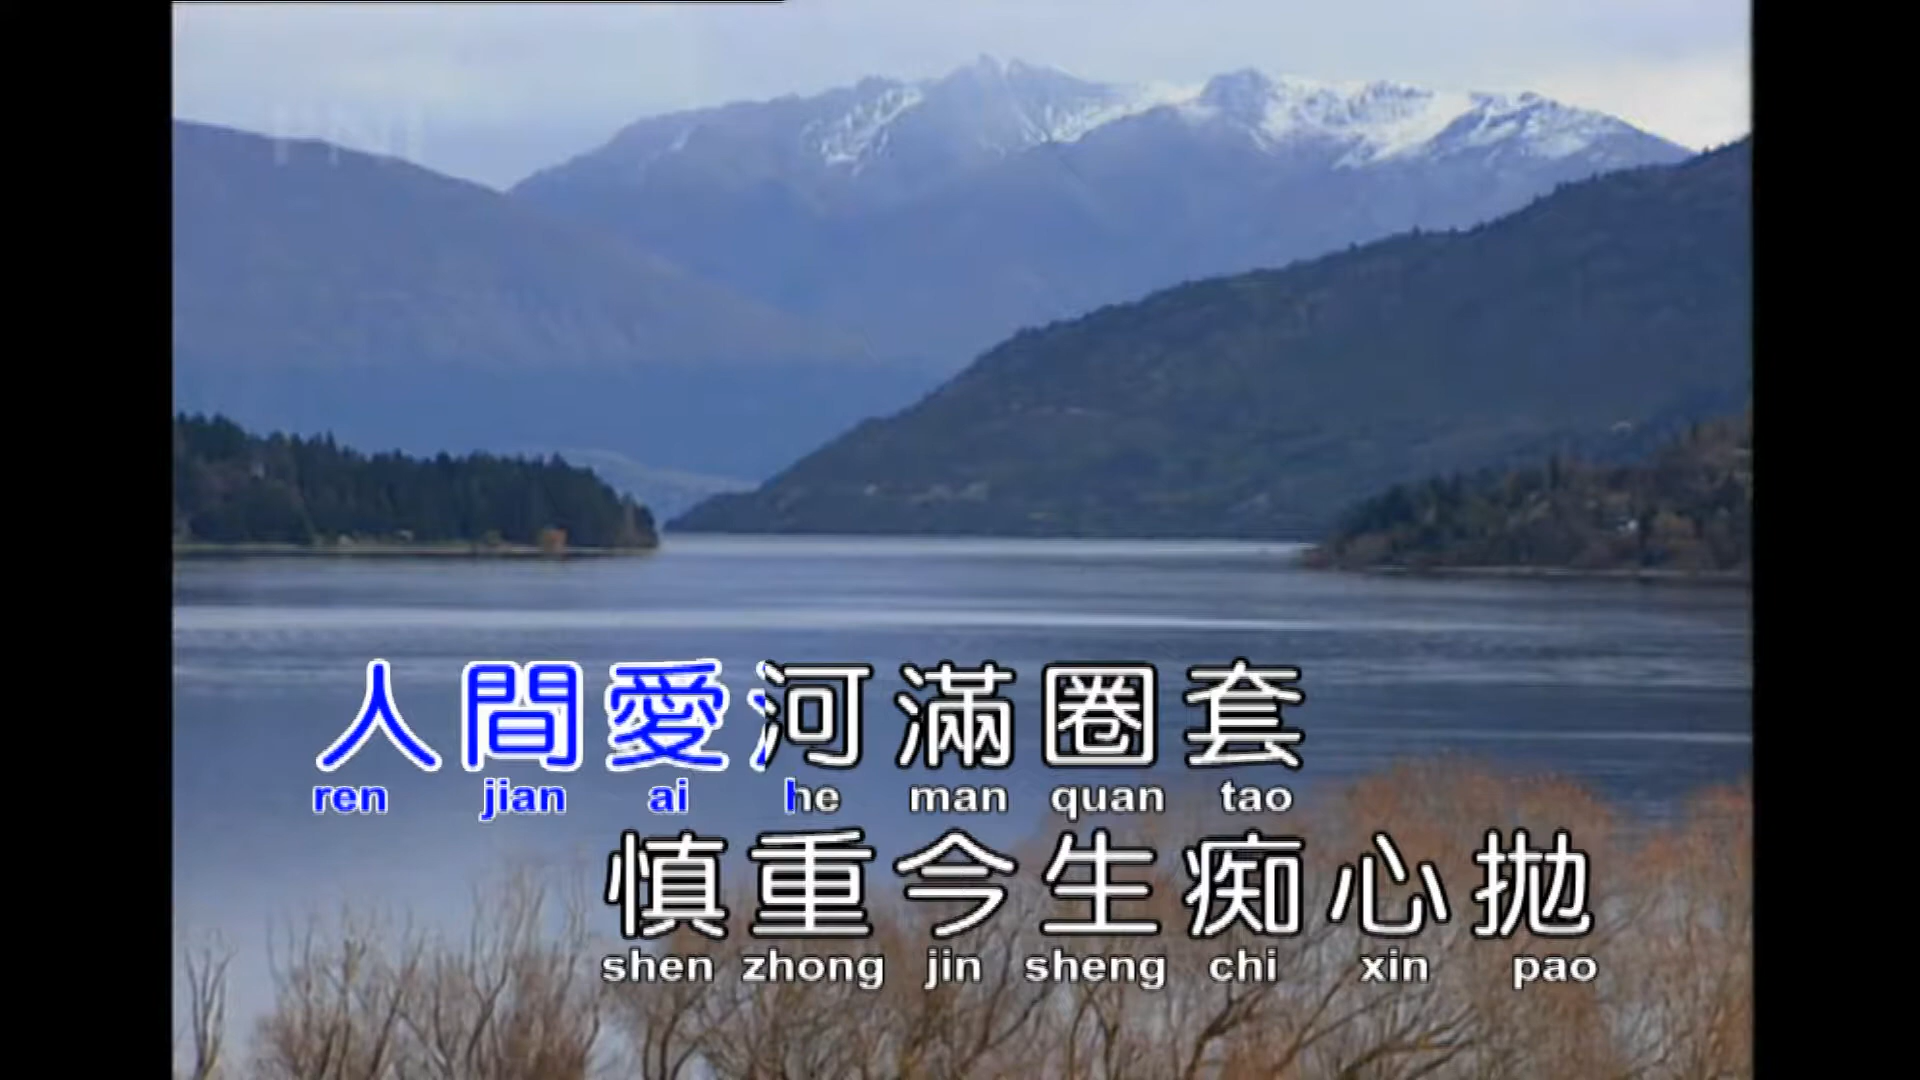 人間愛河滿圈套
ren jian ai he man quan tao
慎重今生痴心拋
shen zhong jin sheng chi xin pao